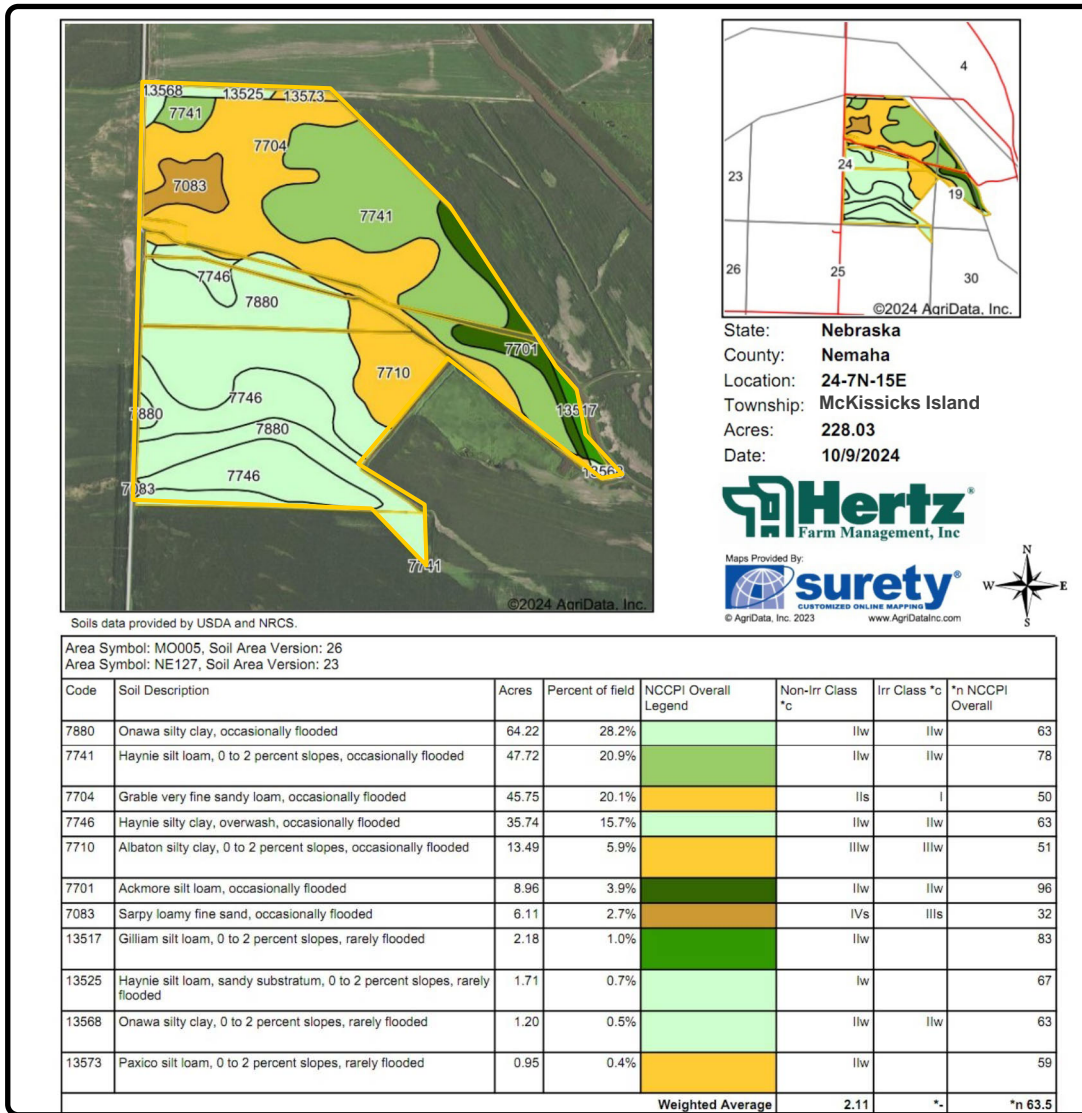 13568
13525
13573
7741
7704
7083
7741
7746
7880
7701
7710
13517
7746
7880
7880
7746
13568
7083
7741
©2024 AgriData, Inc.
Soils data provided by USDA and NRCS.
4
24
23
19
26
25
30
©2024 AgriData, Inc.
State: Nebraska
County: Nemaha
Location: 24-7N-15E
Township: McKissicks Island
Acres: 228.03
Date: 10/9/2024
Hertz®
Farm Management, Inc
Maps Provided By:
surety®
CUSTOMIZED ONLINE MAPPING
© AgriData, Inc. 2023 www.AgriDataInc.com
N
W E
S
Area Symbol: MO005, Soil Area Version: 26
Area Symbol: NE127, Soil Area Version: 23
Code Soil Description Acres Percent of field NCCPI Overall Legend Non-Irr Class *c Irr Class *c *n NCCPI Overall
7880 Onawa silty clay, occasionally flooded 64.22 28.2% IIw IIw 63
7741 Haynie silt loam, 0 to 2 percent slopes, occasionally flooded 47.72 20.9% IIw IIw 78
7704 Grable very fine sandy loam, occasionally flooded 45.75 20.1% IIs I 50
7746 Haynie silty clay, overwash, occasionally flooded 35.74 15.7% IIw IIw 63
7710 Albaton silty clay, 0 to 2 percent slopes, occasionally flooded 13.49 5.9% IIIw IIIw 51
7701 Ackmore silt loam, occasionally flooded 8.96 3.9% IIw IIw 96
7083 Sarpy loamy fine sand, occasionally flooded 6.11 2.7% IVs IIIs 32
13517 Gilliam silt loam, 0 to 2 percent slopes, rarely flooded 2.18 1.0% IIw 83
13525 Haynie silt loam, sandy substratum, 0 to 2 percent slopes, rarely
flooded 1.71 0.7% Iw 67
13568 Onawa silty clay, 0 to 2 percent slopes, rarely flooded 1.20 0.5% IIw IIw 63
13573 Paxico silt loam, 0 to 2 percent slopes, rarely flooded 0.95 0.4% IIw 59
Weighted Average 2.11 *- *n 63.5